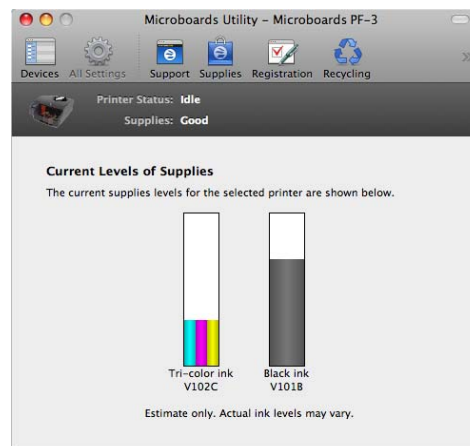 Microboards Utility – Microboards PF-3
Devices All Settings Support Supplies Registration Recycling
Printer Status: Idle
Supplies: Good
Current Levels of Supplies
The current supplies levels for the selected printer are shown below.
Tri-color ink Black ink
V102C V101B
Estimate only. Actual ink levels may vary.